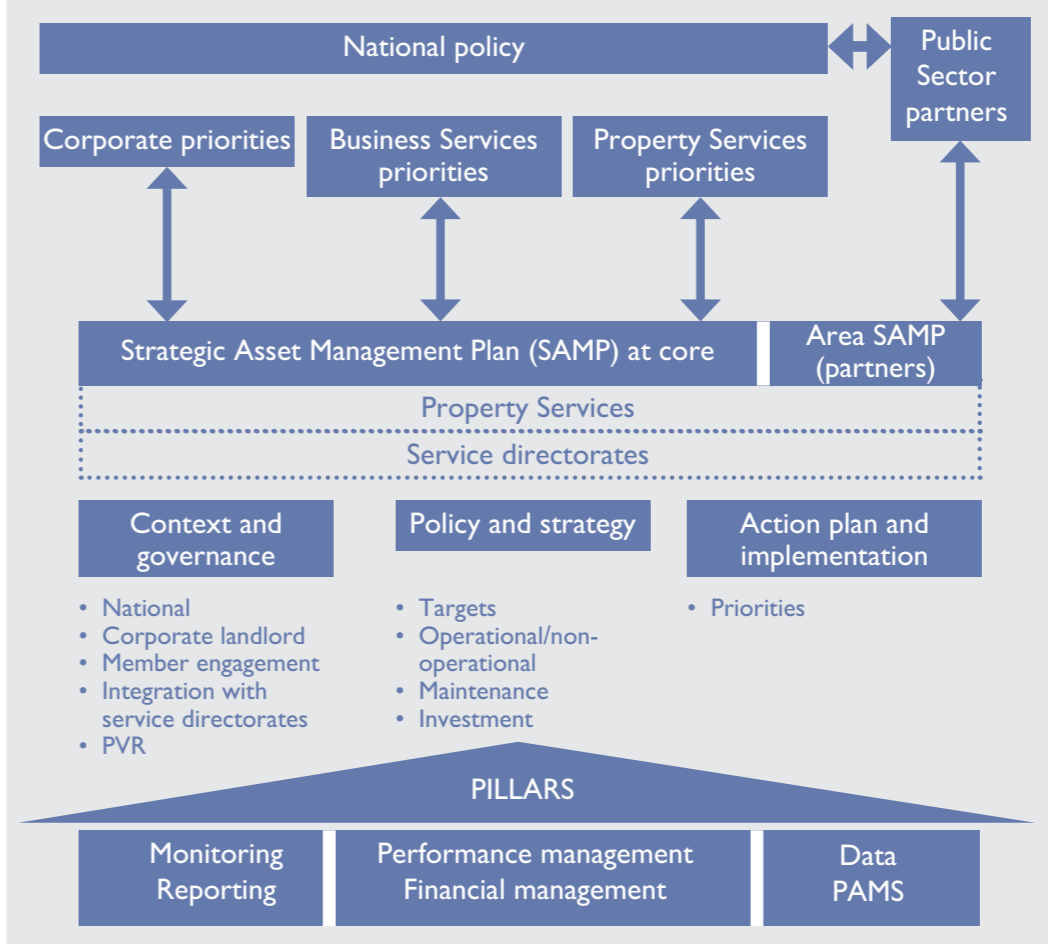 National policy
Public
Sector
partners
Corporate priorities
Business Services
priorities
Property Services
priorities
Strategic Asset Management Plan (SAMP) at core
Area SAMP
(partners)
Property Services
Service directorates
Context and
governance
• National
• Corporate landlord
• Member engagement
• Integration with
service directorates
• PVR
Policy and strategy
• Targets
• Operational/non-
operational
• Maintenance
• Investment
Action plan and
implementation
• Priorities
PILLARS
Monitoring
Reporting
Performance management
Financial management
Data
PAMS